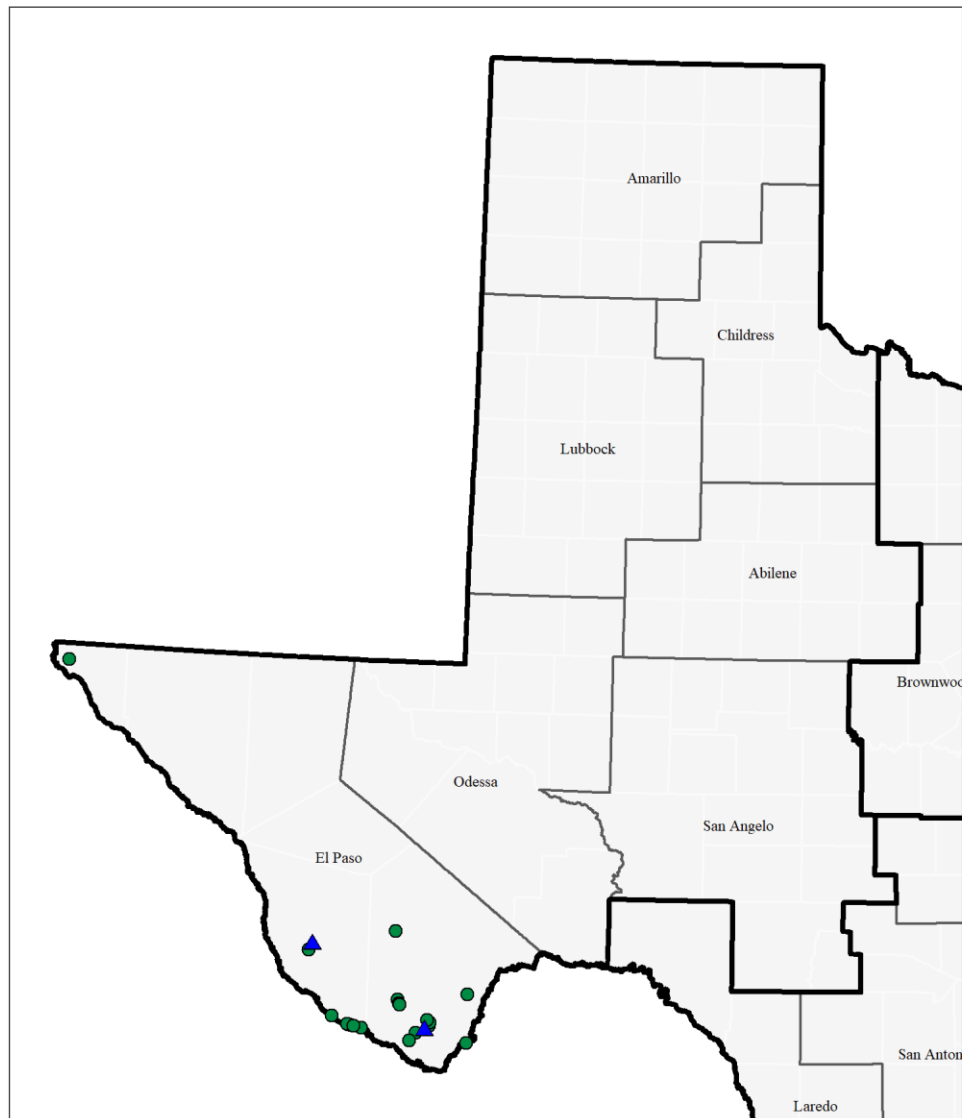 Amarillo
Childress
Lubbock
Abilene
Brownwoo
Odessa
San Angelo
El Paso
San Anton
Laredo